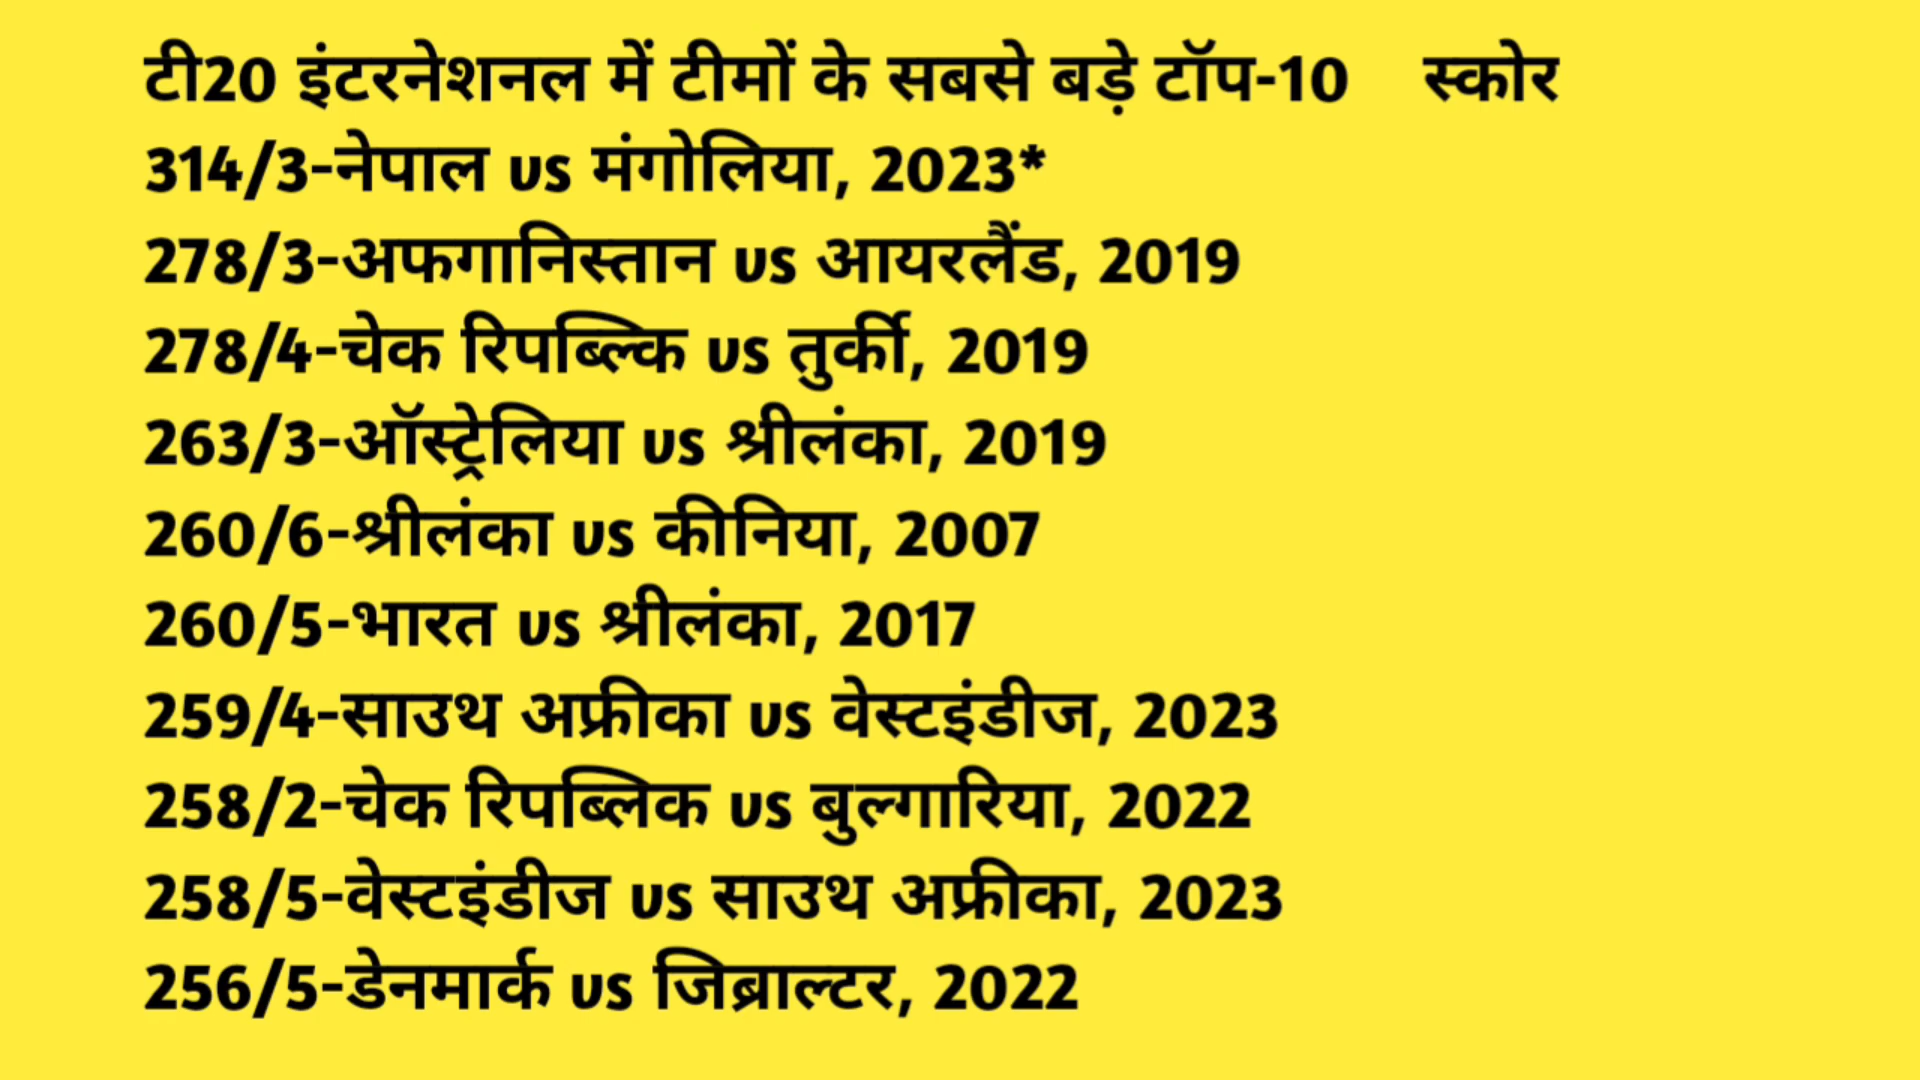 टी20 इंटरनेशनल में टीमों के सबसे बड़े टॉप-10 स्कोर
314/3-नेपाल vs मंगोलिया, 2023*
278/3-अफगानिस्तान vs आयरलैंड, 2019
278/4-चेक रिपब्ल्कि vs तुर्की, 2019
263/3-ऑस्ट्रेलिया vs श्रीलंका, 2019
260/6-श्रीलंका vs कीनिया, 2007
260/5-भारत vs श्रीलंका, 2017
259/4-साउथ अफ्रीका vs वेस्टइंडीज, 2023
258/2-चेक रिपब्लिक vs बुल्गारिया, 2022
258/5-वेस्टइंडीज vs साउथ अफ्रीका, 2023
256/5-डेनमार्क vs जिब्राल्टर, 2022